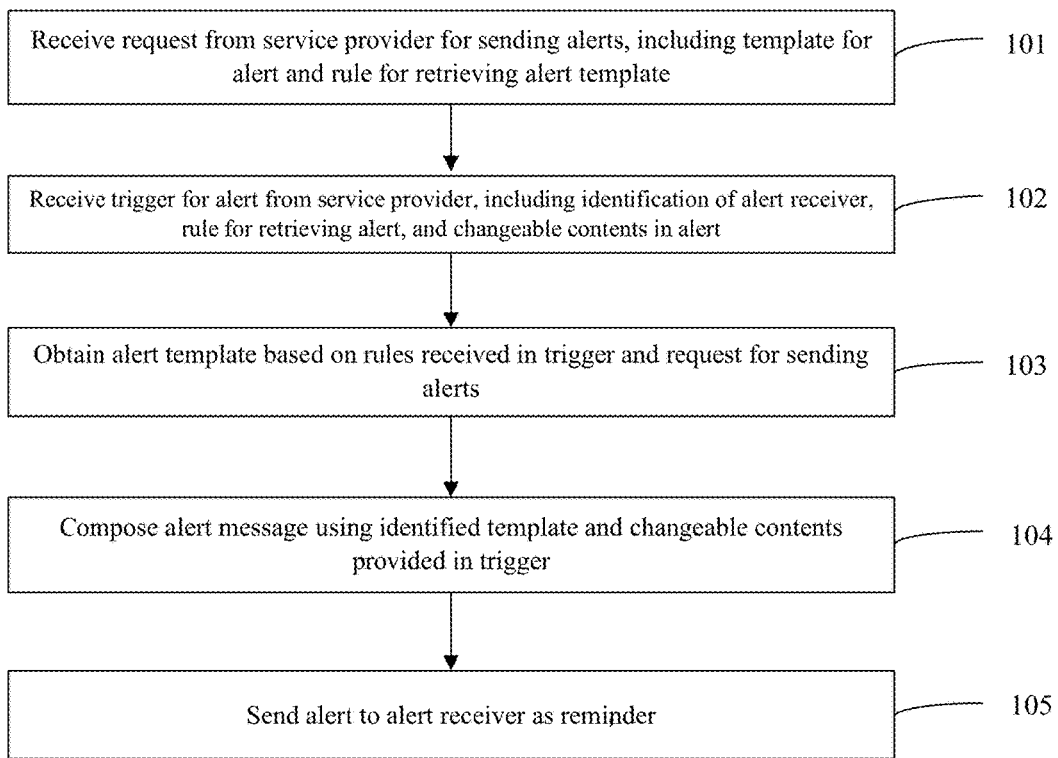 Receive request from service provider for sending alerts, including template for
alert and rule for retrieving alert template
101
Receive trigger for alert from service provider, including identification of alert receiver,
rule for retrieving alert, and changeable contents in alert
102
Obtain alert template based on rules received in trigger and request for sending
alerts
103
Compose alert message using identified template and changeable contents
provided in trigger
104
Send alert to alert receiver as reminder
105